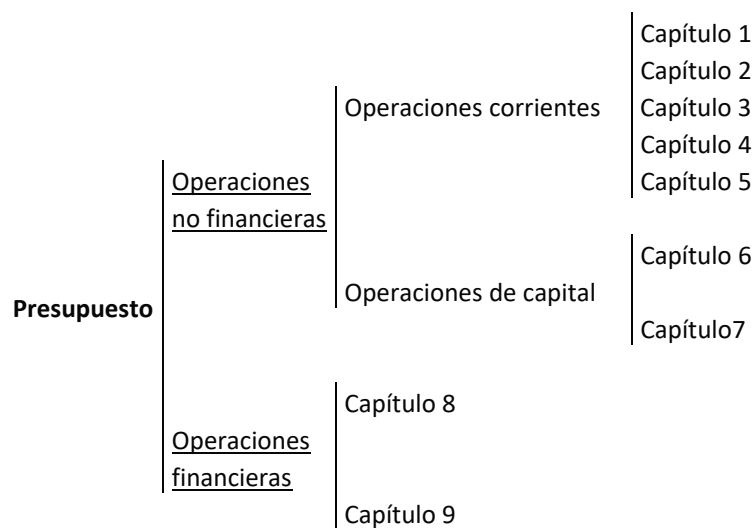 Presupuesto
Operaciones
no financieras
Operaciones corrientes
Capítulo 1
Capítulo 2
Capítulo 3
Capítulo 4
Capítulo 5
Operaciones de capital
Capítulo 6
Capítulo7
Operaciones
financieras
Capítulo 8
Capítulo 9